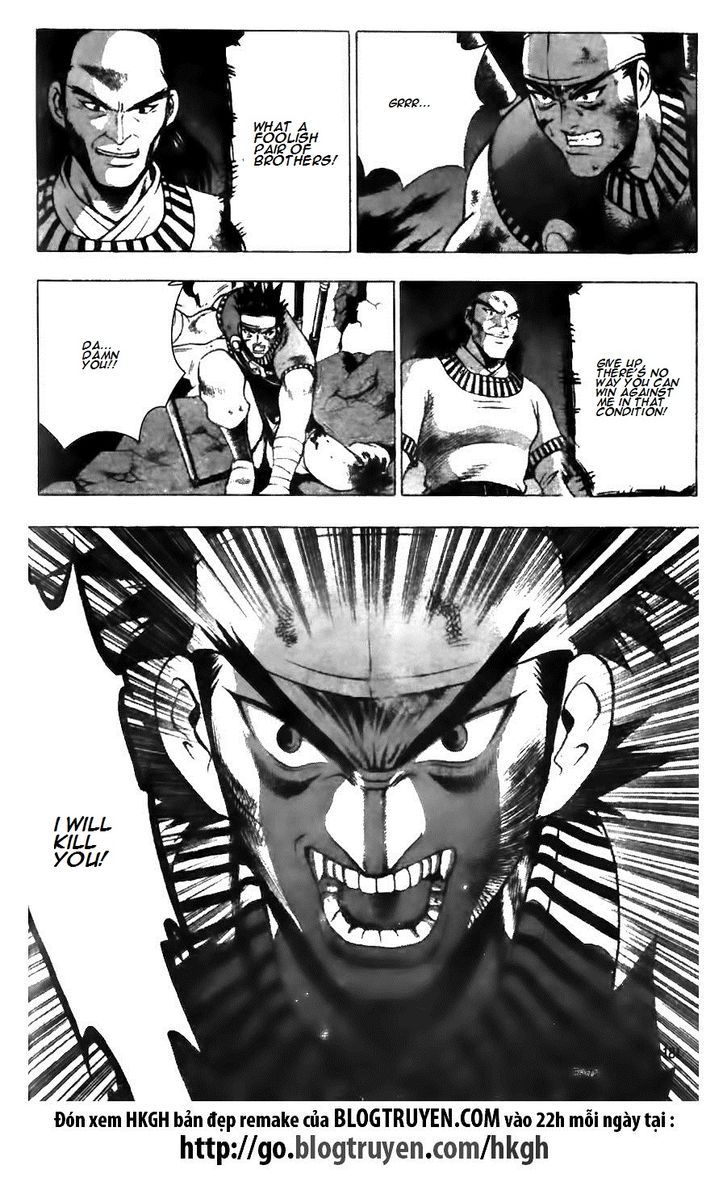 WHAT A
FOOLISH
PAIR OF
BROTHERS!
GRRR...
DA...
DAMN
YOU!!
GIVE UP,
THERE'S NO
WAY YOU CAN
WIN AGAINST
ME IN THAT
CONDITION!
I WILL
KILL
YOU!
Đón xem HKGH bản đẹp remake của BLOGTRUYEN.COM vào 22h mỗi ngày tại :
http://go.blogtruyen.com/hkgh